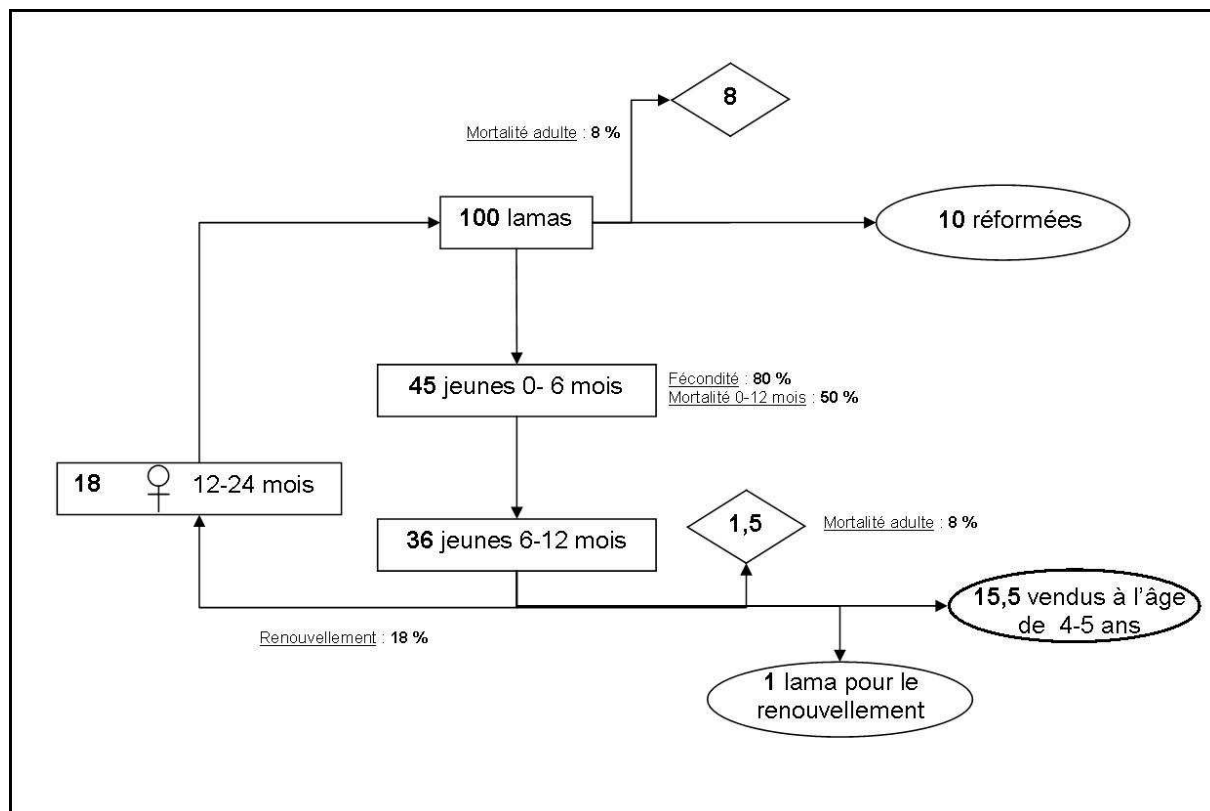 8
Mortalité adulte : 8 %
100 lamas
10 réformées
45 jeunes 0- 6 mois
Fécondité : 80 %
Mortalité 0-12 mois : 50 %
18 ♀ 12-24 mois
36 jeunes 6-12 mois
1,5
Mortalité adulte : 8 %
15,5 vendus à l’âge
de 4-5 ans
Renouvellement : 18 %
1 lama pour le
renouvellement